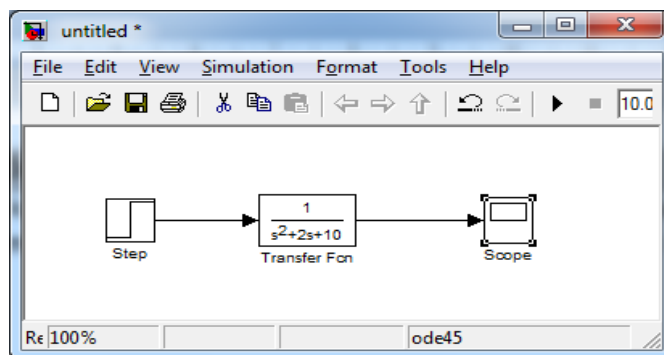 untitled *
File Edit View Simulation Format Tools Help
10.0
1
s²+2s+10
Step
Transfer Fcn
Scope
Re 100%
ode45